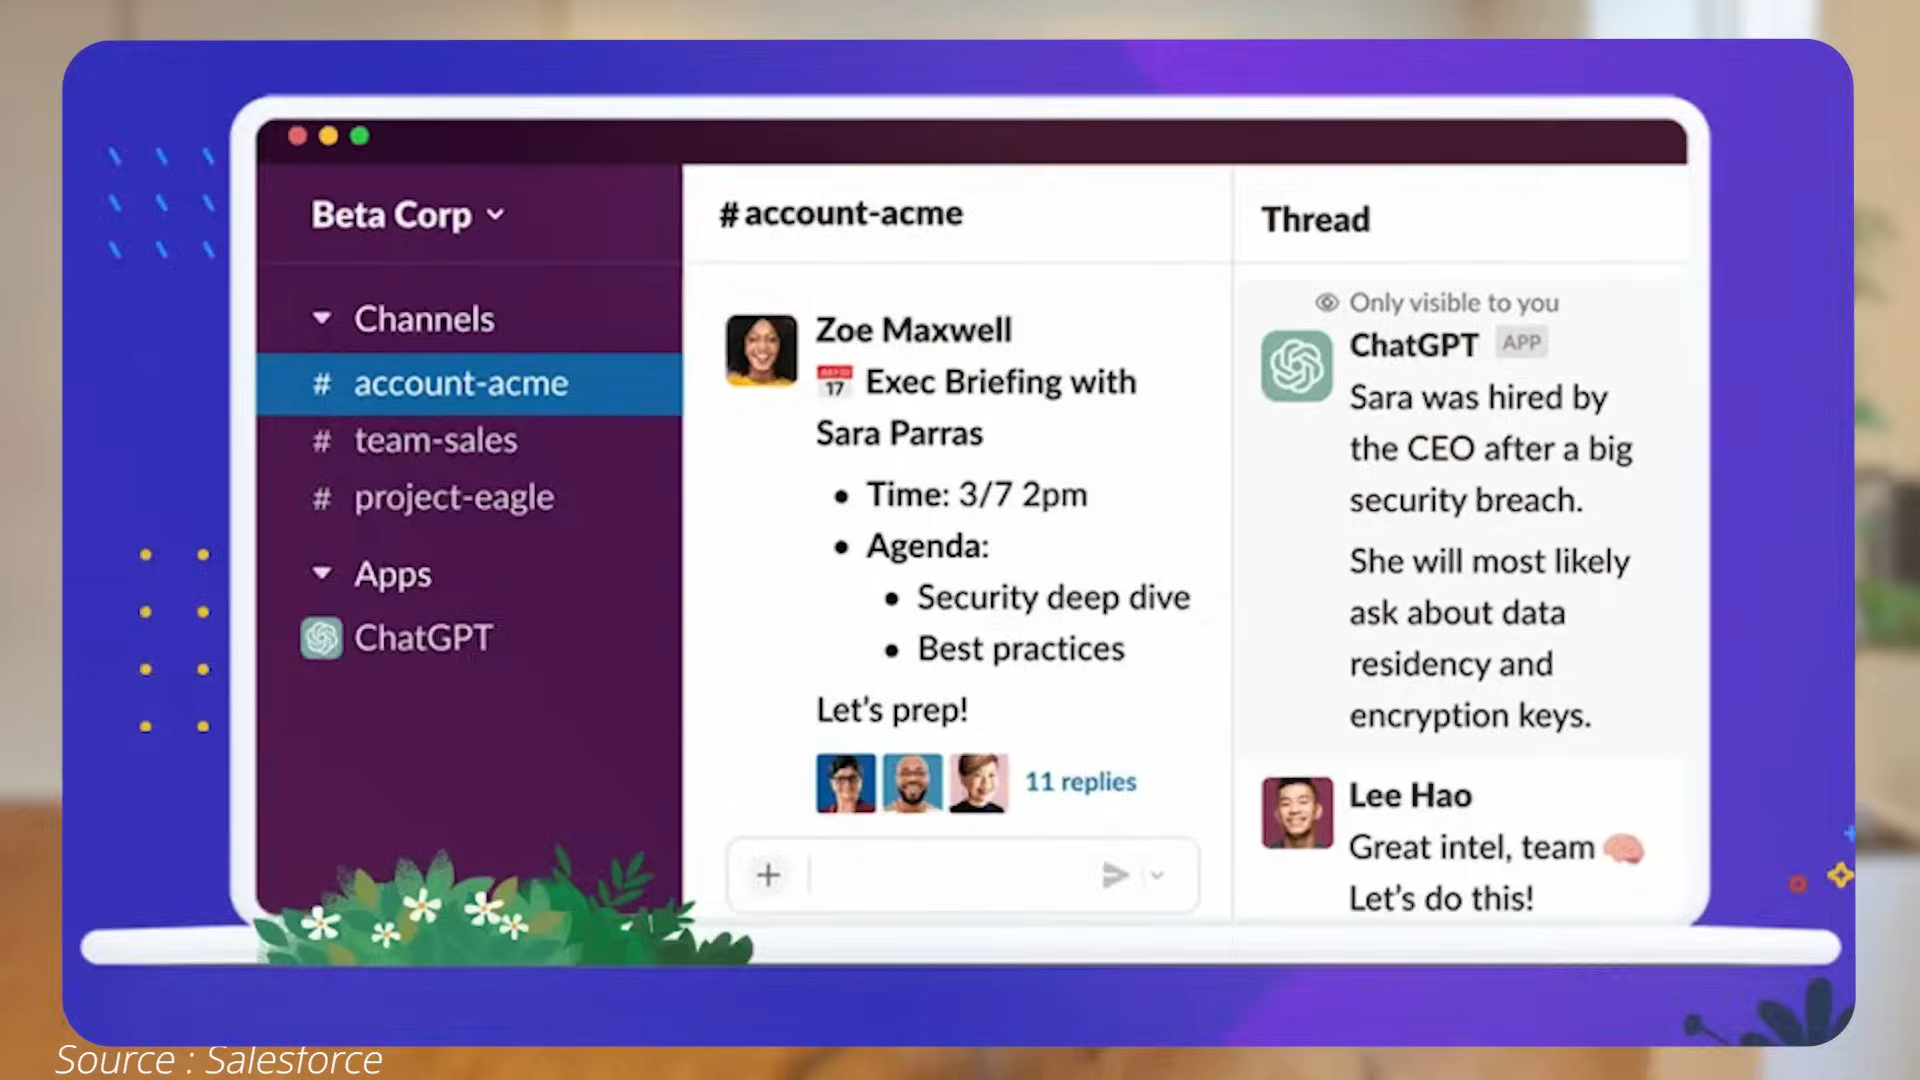 Beta Corp
Channels
# account-acme
# team-sales
# project-eagle
Apps
ChatGPT
#account-acme
Zoe Maxwell
17 Exec Briefing with
Sara Parras
• Time: 3/7 2pm
• Agenda:
• Security deep dive
• Best practices
Let's prep!
11 replies
Thread
Only visible to you
ChatGPT APP
Sara was hired by
the CEO after a big
security breach.
She will most likely
ask about data
residency and
encryption keys.
Lee Hao
Great intel, team
Let's do this!
Source : Salesforce